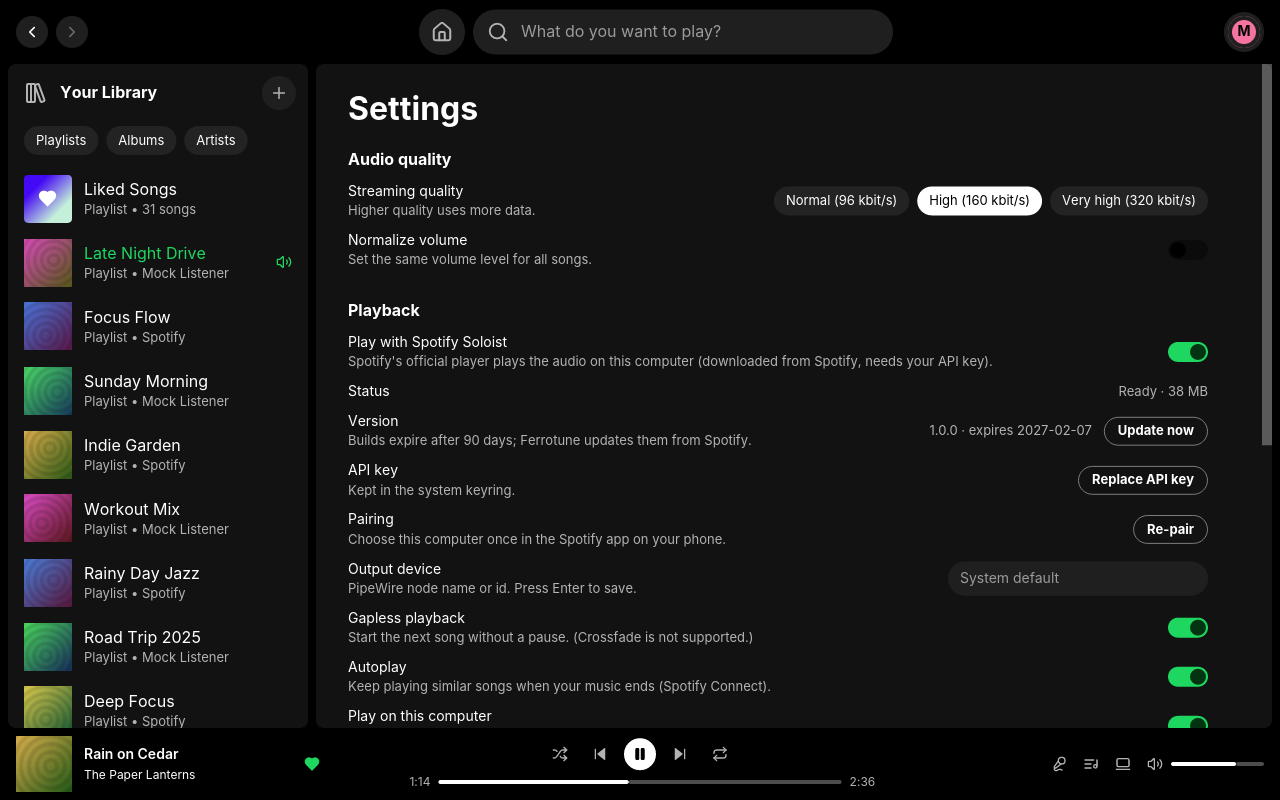 What do you want to play?
M
Your Library
Playlists
Albums
Artists
Liked Songs
Playlist • 31 songs
Late Night Drive
Playlist • Mock Listener
Focus Flow
Playlist • Spotify
Sunday Morning
Playlist • Mock Listener
Indie Garden
Playlist • Spotify
Workout Mix
Playlist • Mock Listener
Rainy Day Jazz
Playlist • Spotify
Road Trip 2025
Playlist • Mock Listener
Deep Focus
Playlist • Spotify
Settings
Audio quality
Streaming quality
Higher quality uses more data.
Normal (96 kbit/s)
High (160 kbit/s)
Very high (320 kbit/s)
Normalize volume
Set the same volume level for all songs.
Playback
Play with Spotify Soloist
Spotify's official player plays the audio on this computer (downloaded from Spotify, needs your API key).
Status
Ready · 38 MB
Version
Builds expire after 90 days; Ferrotune updates them from Spotify.
1.0.0 · expires 2027-02-07
Update now
API key
Kept in the system keyring.
Replace API key
Pairing
Choose this computer once in the Spotify app on your phone.
Re-pair
Output device
PipeWire node name or id. Press Enter to save.
System default
Gapless playback
Start the next song without a pause. (Crossfade is not supported.)
Autoplay
Keep playing similar songs when your music ends (Spotify Connect).
Play on this computer
Rain on Cedar
The Paper Lanterns
1:14
2:36